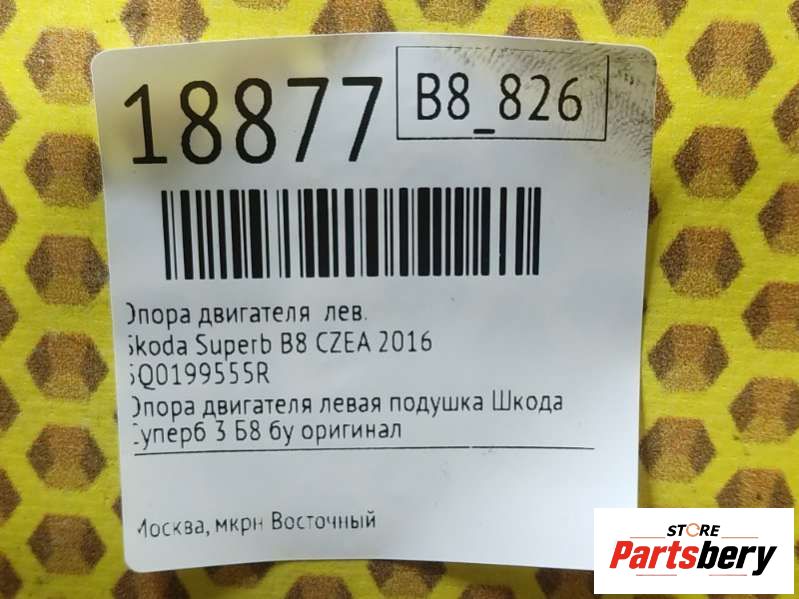 18877
B8_826
Опора двигателя лев.
Skoda Superb B8 CZEA 2016
5Q0199555R
Опора двигателя левая подушка Шкода
Суперб 3 Б8 бу оригинал
Москва, мкрн Восточный
STORE
Partsbery